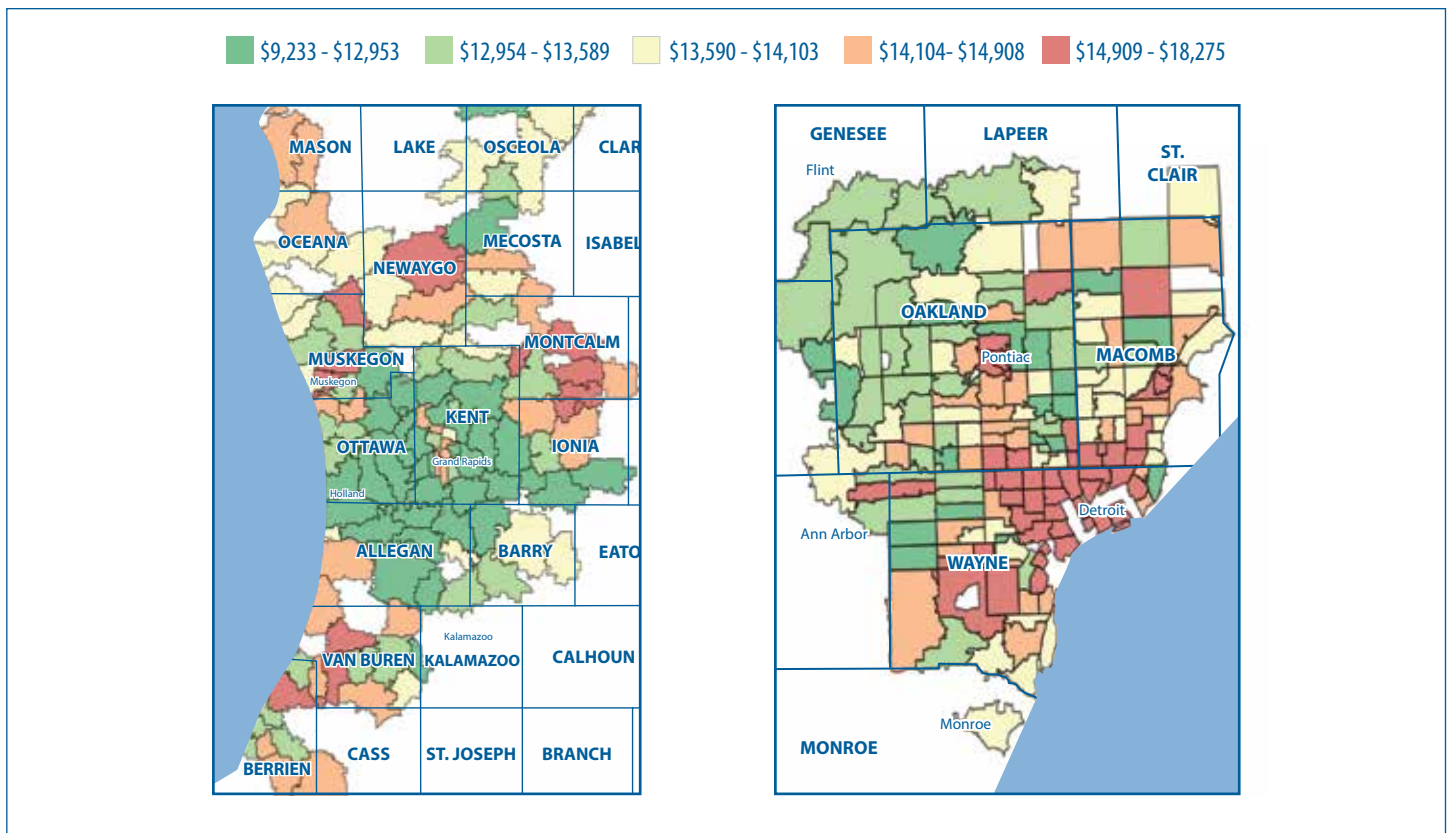 $9,233 - $12,953 $12,954 - $13,589 $13,590 - $14,103 $14,104- $14,908 $14,909 - $18,275
MASON LAKE OSCEOLA CLAR
OCEANA MECOSTA ISABEL
NEWAYGO
MONTCALM
MUSKEGON
Muskegon
KENT
OTTAWA IONIA
Grand Rapids
Holland
ALLEGAN BARRY EATO
Kalamazoo
VAN BUREN KALAMAZOO CALHOUN
CASS ST. JOSEPH BRANCH
BERRIEN
GENESEE LAPEER
ST.
CLAIR
Flint
OAKLAND
Pontiac MACOMB
Detroit
Ann Arbor
WAYNE
Monroe
MONROE